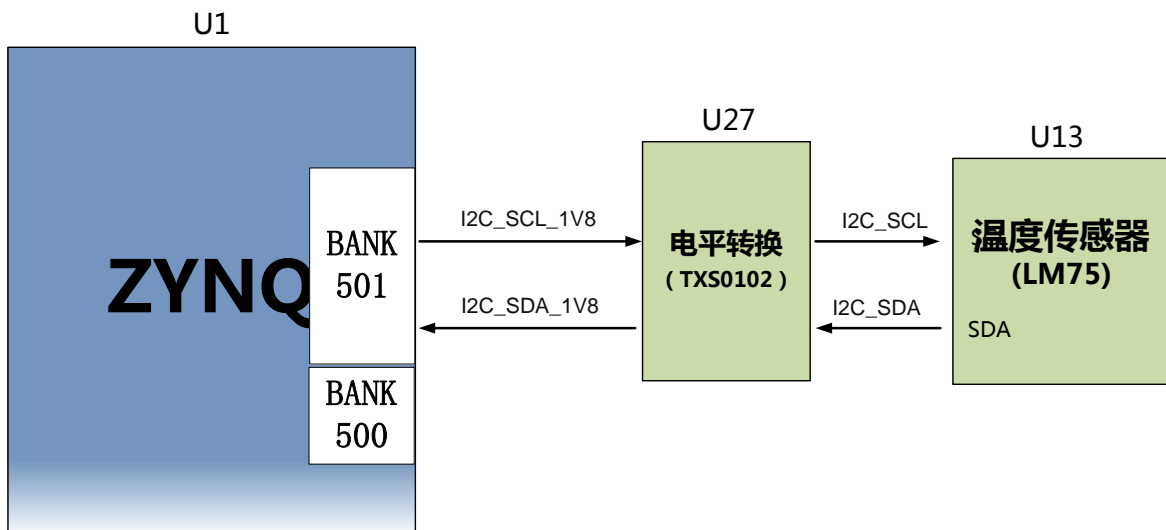 U1
U27
U13
ZYNQ
BANK
501
BANK
500
I2C_SCL_1V8
I2C_SDA_1V8
电平转换
（TXS0102）
I2C_SCL
I2C_SDA
温度传感器
(LM75)
SDA